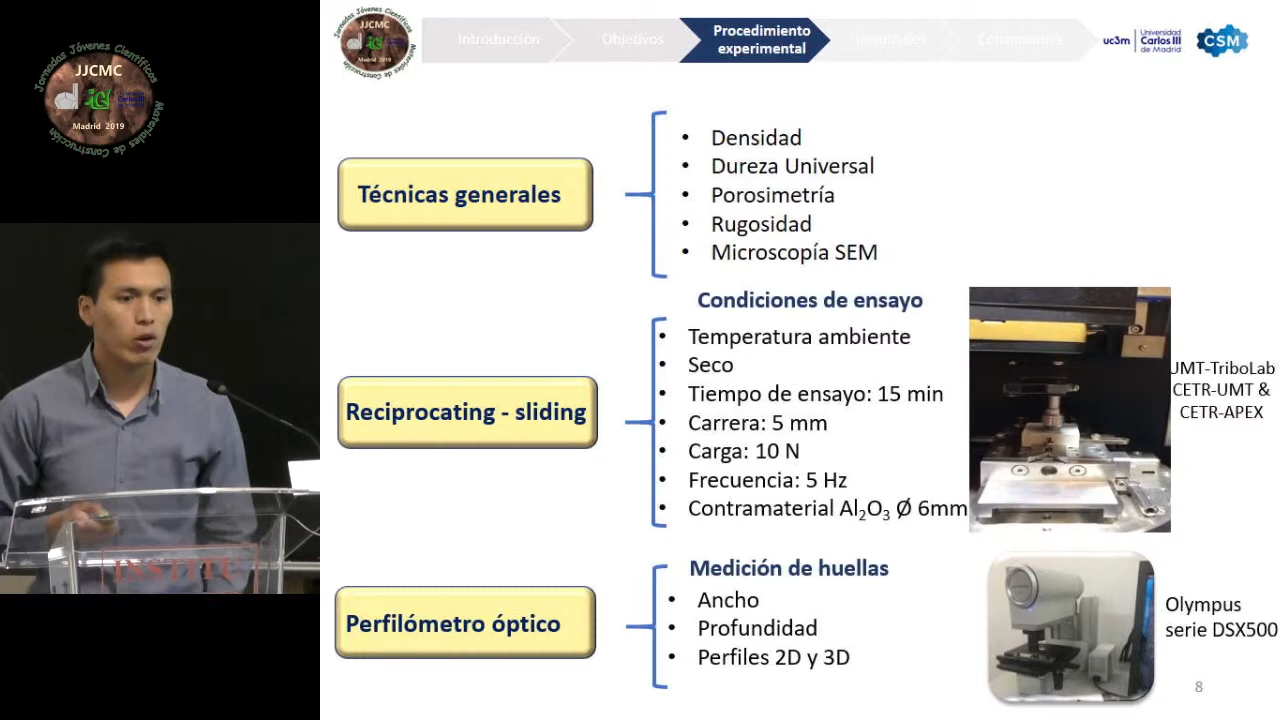 Jornadas Jóvenes Científicos
JJCMC
Madrid 2019
Materiales de Construcción
JJCMC
Madrid 2019
Introducción
Objetivos
Procedimiento
experimental
Resultados
Conclusiones
uc3m
Universidad
Carlos III
de Madrid
CSM
Técnicas generales
• Densidad
• Dureza Universal
• Porosimetría
• Rugosidad
• Microscopía SEM
Condiciones de ensayo
Reciprocating - sliding
• Temperatura ambiente
• Seco
• Tiempo de ensayo: 15 min
• Carrera: 5 mm
• Carga: 10 N
• Frecuencia: 5 Hz
• Contramaterial Al₂O₃ Ø 6mm
UMT-TriboLab
CETR-UMT &
CETR-APEX
Medición de huellas
Perfilómetro óptico
• Ancho
• Profundidad
• Perfiles 2D y 3D
Olympus
serie DSX500
8